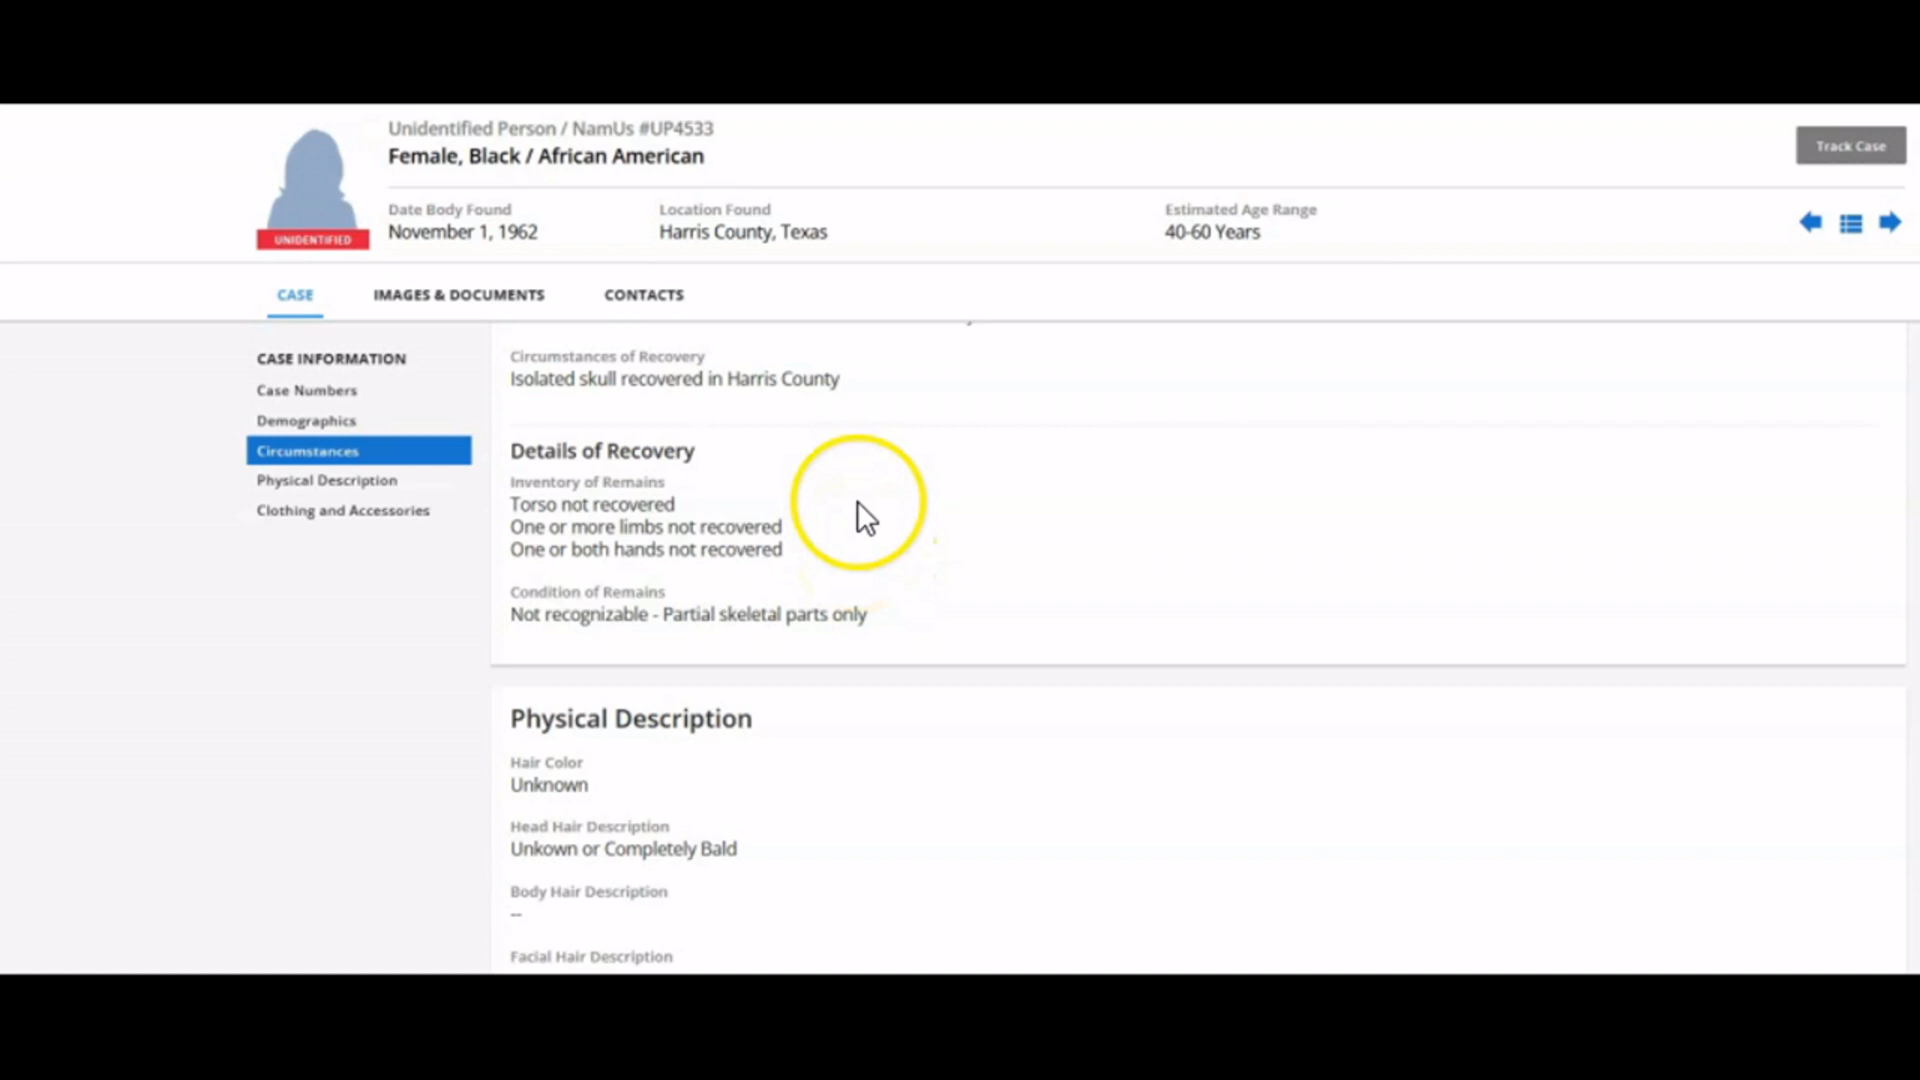 Unidentified Person / NamUs #UP4533
Female, Black / African American
Track Case
Date Body Found
November 1, 1962
Location Found
Harris County, Texas
Estimated Age Range
40-60 Years
UNIDENTIFIED
CASE
IMAGES & DOCUMENTS
CONTACTS
CASE INFORMATION
Case Numbers
Demographics
Circumstances
Physical Description
Clothing and Accessories
Circumstances of Recovery
Isolated skull recovered in Harris County
Details of Recovery
Inventory of Remains
Torso not recovered
One or more limbs not recovered
One or both hands not recovered
Condition of Remains
Not recognizable - Partial skeletal parts only
Physical Description
Hair Color
Unknown
Head Hair Description
Unkown or Completely Bald
Body Hair Description
--
Facial Hair Description